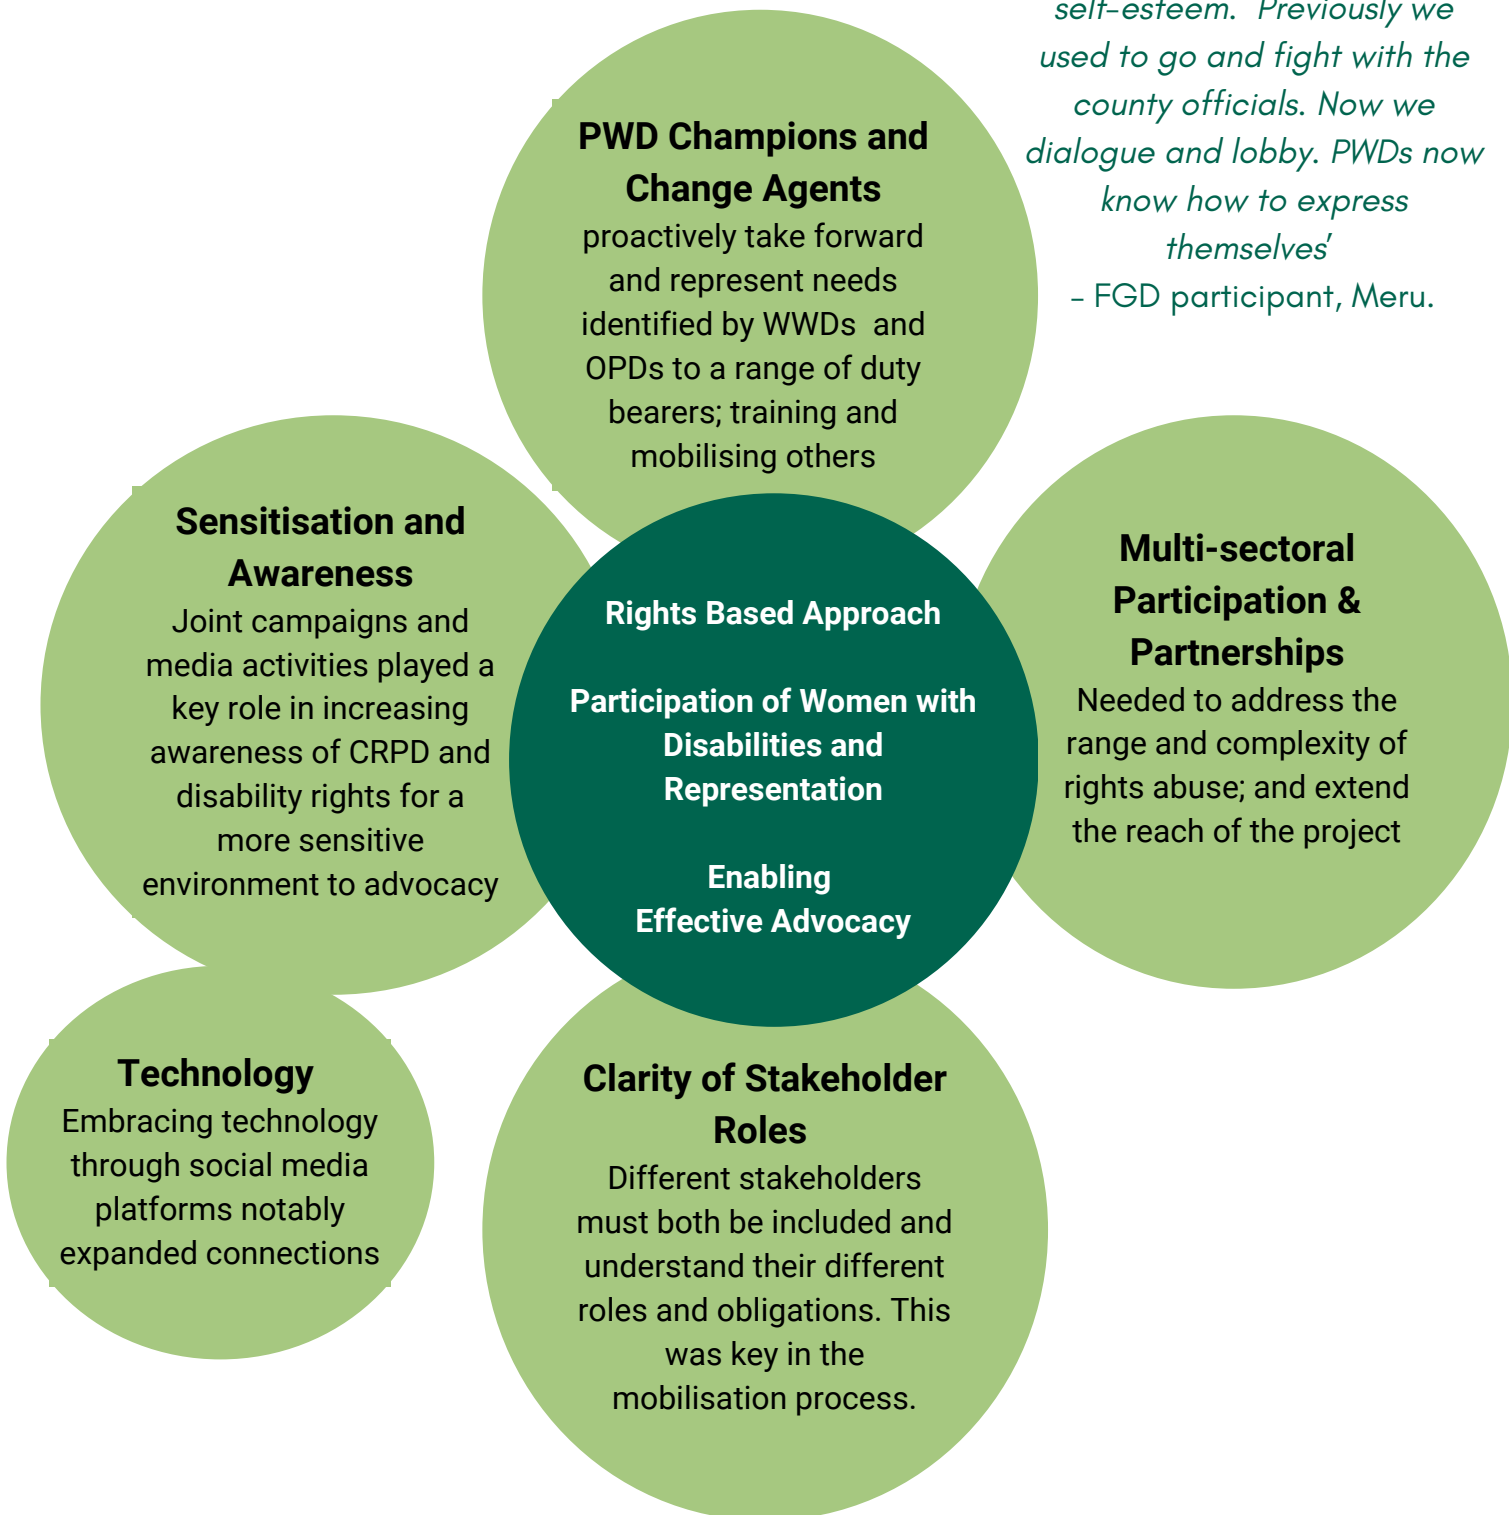 self-esteem. Previously we
used to go and fight with the
county officials. Now we
dialogue and lobby. PWDs now
know how to express
themselves'
- FGD participant, Meru.
PWD Champions and
Change Agents
proactively take forward
and represent needs
identified by WWDs and
OPDs to a range of duty
bearers; training and
mobilising others
Sensitisation and
Awareness
Joint campaigns and
media activities played a
key role in increasing
awareness of CRPD and
disability rights for a
more sensitive
environment to advocacy
Rights Based Approach
Participation of Women with
Disabilities and
Representation
Enabling
Effective Advocacy
Multi-sectoral
Participation &
Partnerships
Needed to address the
range and complexity of
rights abuse; and extend
the reach of the project
Technology
Embracing technology
through social media
platforms notably
expanded connections
Clarity of Stakeholder
Roles
Different stakeholders
must both be included and
understand their different
roles and obligations. This
was key in the
mobilisation process.